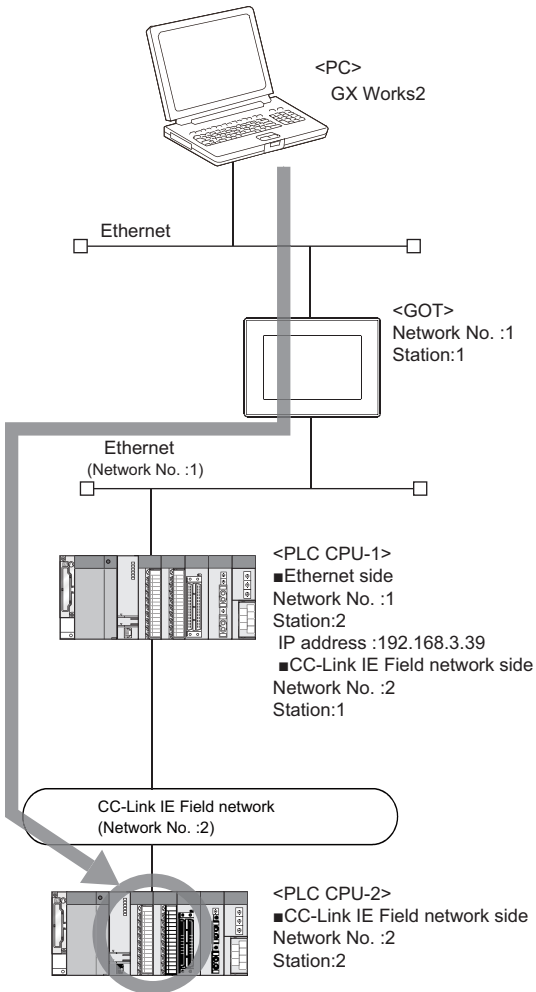 <PC>
GX Works2
Ethernet
<GOT>
Network No. :1
Station:1
Ethernet
(Network No. :1)
<PLC CPU-1>
■Ethernet side
Network No. :1
Station:2
IP address :192.168.3.39
■CC-Link IE Field network side
Network No. :2
Station:1
CC-Link IE Field network
(Network No. :2)
<PLC CPU-2>
■CC-Link IE Field network side
Network No. :2
Station:2